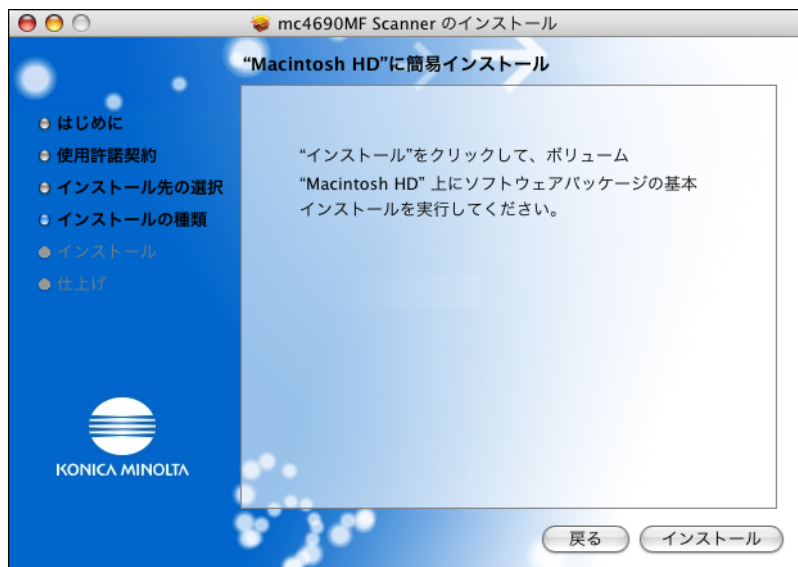 mc4690MF Scanner のインストール
“Macintosh HD”に簡易インストール
はじめに
使用許諾契約
インストール先の選択
インストールの種類
インストール
仕上げ
“インストール”をクリックして、ボリューム
“Macintosh HD” 上にソフトウェアパッケージの基本
インストールを実行してください。
KONICA MINOLTA
戻る
インストール